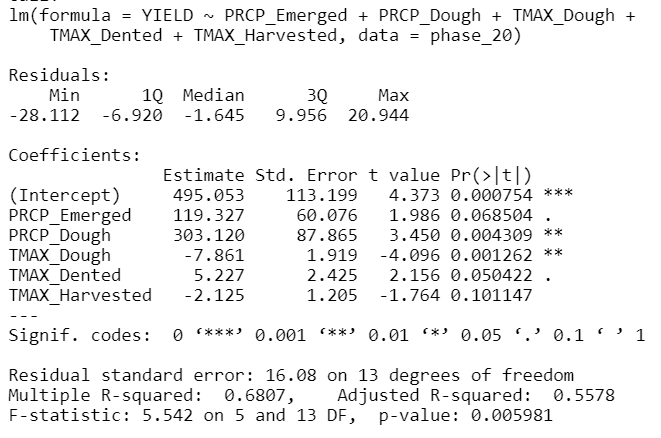 lm(formula = YIELD ~ PRCP_Emerged + PRCP_Dough + TMAX_Dough +
    TMAX_Dented + TMAX_Harvested, data = phase_20)
Residuals:
    Min      1Q  Median      3Q     Max
-28.112  -6.920  -1.645   9.956  20.944
Coefficients:
               Estimate Std. Error t value Pr(>|t|)
(Intercept)     495.053    113.199   4.373 0.000754 ***
PRCP_Emerged    119.327     60.076   1.986 0.068504 .
PRCP_Dough      303.120     87.865   3.450 0.004309 **
TMAX_Dough       -7.861      1.919  -4.096 0.001262 **
TMAX_Dented       5.227      2.425   2.156 0.050422 .
TMAX_Harvested   -2.125      1.205  -1.764 0.101147
---
Signif. codes:  0 ‘***’ 0.001 ‘**’ 0.01 ‘*’ 0.05 ‘.’ 0.1 ‘ ’ 1
Residual standard error: 16.08 on 13 degrees of freedom
Multiple R-squared:  0.6807,    Adjusted R-squared:  0.5578
F-statistic: 5.542 on 5 and 13 DF,  p-value: 0.005981